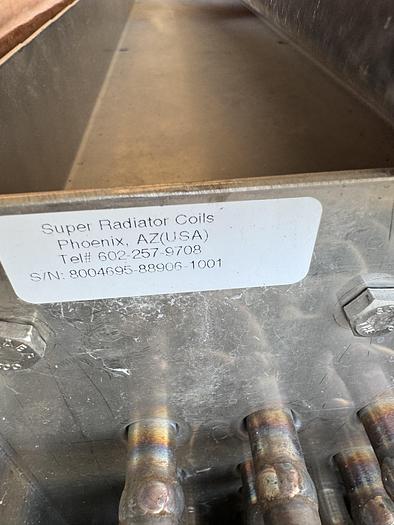 Super Radiator Coils
Phoenix, AZ(USA)
Tel# 602-257-9708
S/N: 8004695-88906-1001